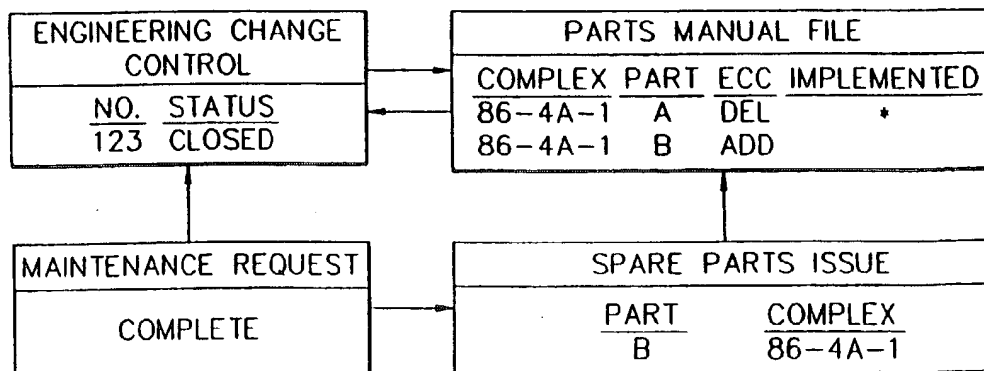 ENGINEERING CHANGE
CONTROL
NO. STATUS
123 CLOSED
PARTS MANUAL FILE
COMPLEX PART ECC IMPLEMENTED
86-4A-1 A DEL *
86-4A-1 B ADD
MAINTENANCE REQUEST
COMPLETE
SPARE PARTS ISSUE
PART COMPLEX
B 86-4A-1